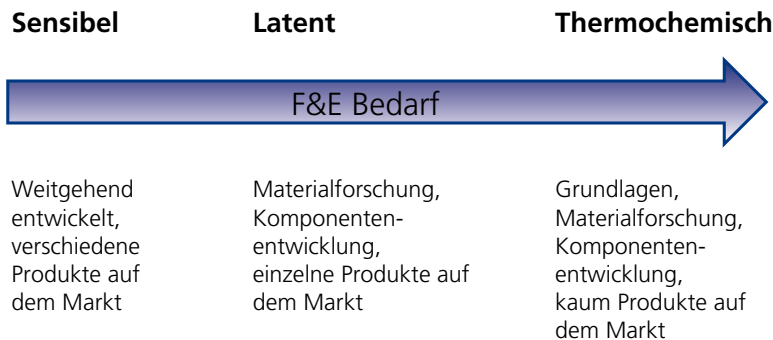 Sensibel
Latent
Thermochemisch
F&E Bedarf
Weitgehend
entwickelt,
verschiedene
Produkte auf
dem Markt
Materialforschung,
Komponenten-
entwicklung,
einzelne Produkte auf
dem Markt
Grundlagen,
Materialforschung,
Komponenten-
entwicklung,
kaum Produkte auf
dem Markt